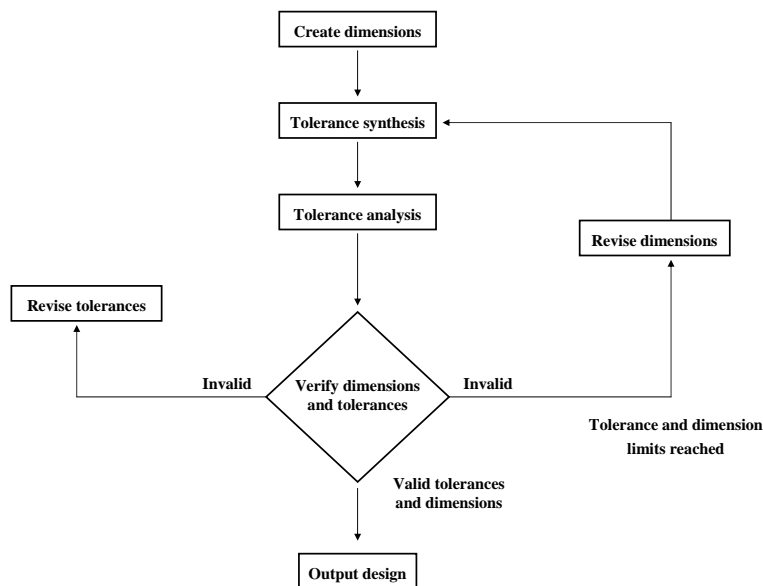 Create dimensions
Tolerance synthesis
Tolerance analysis
Revise dimensions
Revise tolerances
Invalid
Verify dimensions
and tolerances
Invalid
Tolerance and dimension
limits reached
Valid tolerances
and dimensions
Output design